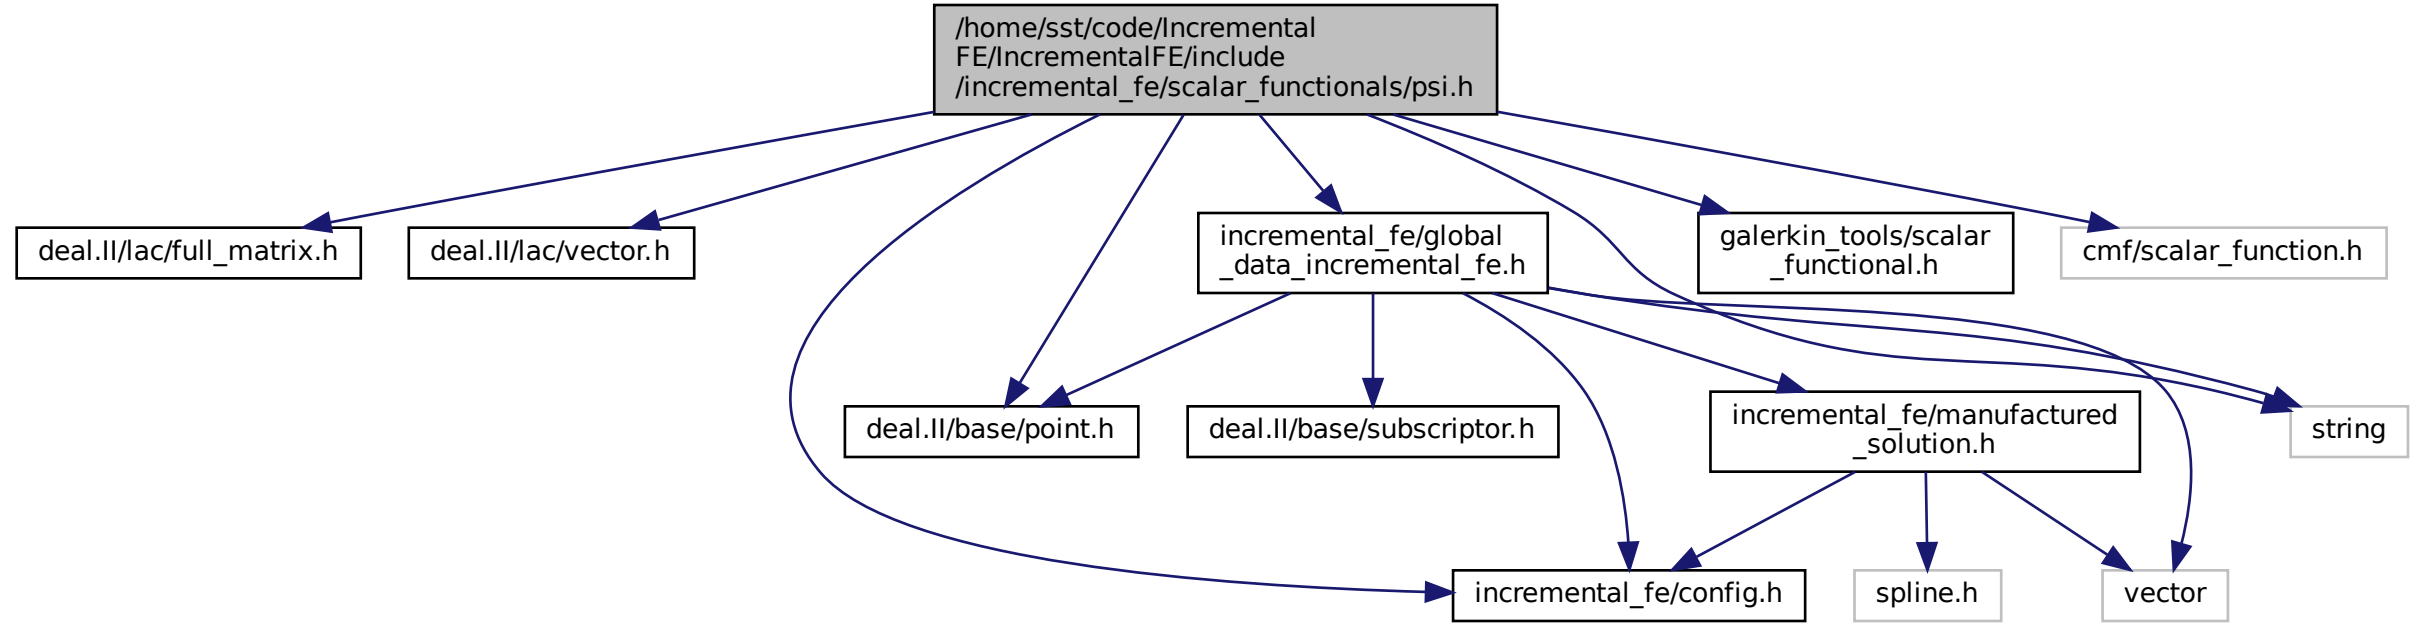 /home/sst/code/Incremental
FE/IncrementalFE/include
/incremental_fe/scalar_functionals/psi.h
deal.II/lac/full_matrix.h
deal.II/lac/vector.h
incremental_fe/global
_data_incremental_fe.h
galerkin_tools/scalar
_functional.h
cmf/scalar_function.h
deal.II/base/point.h
deal.II/base/subscriptor.h
incremental_fe/manufactured
_solution.h
string
incremental_fe/config.h
spline.h
vector